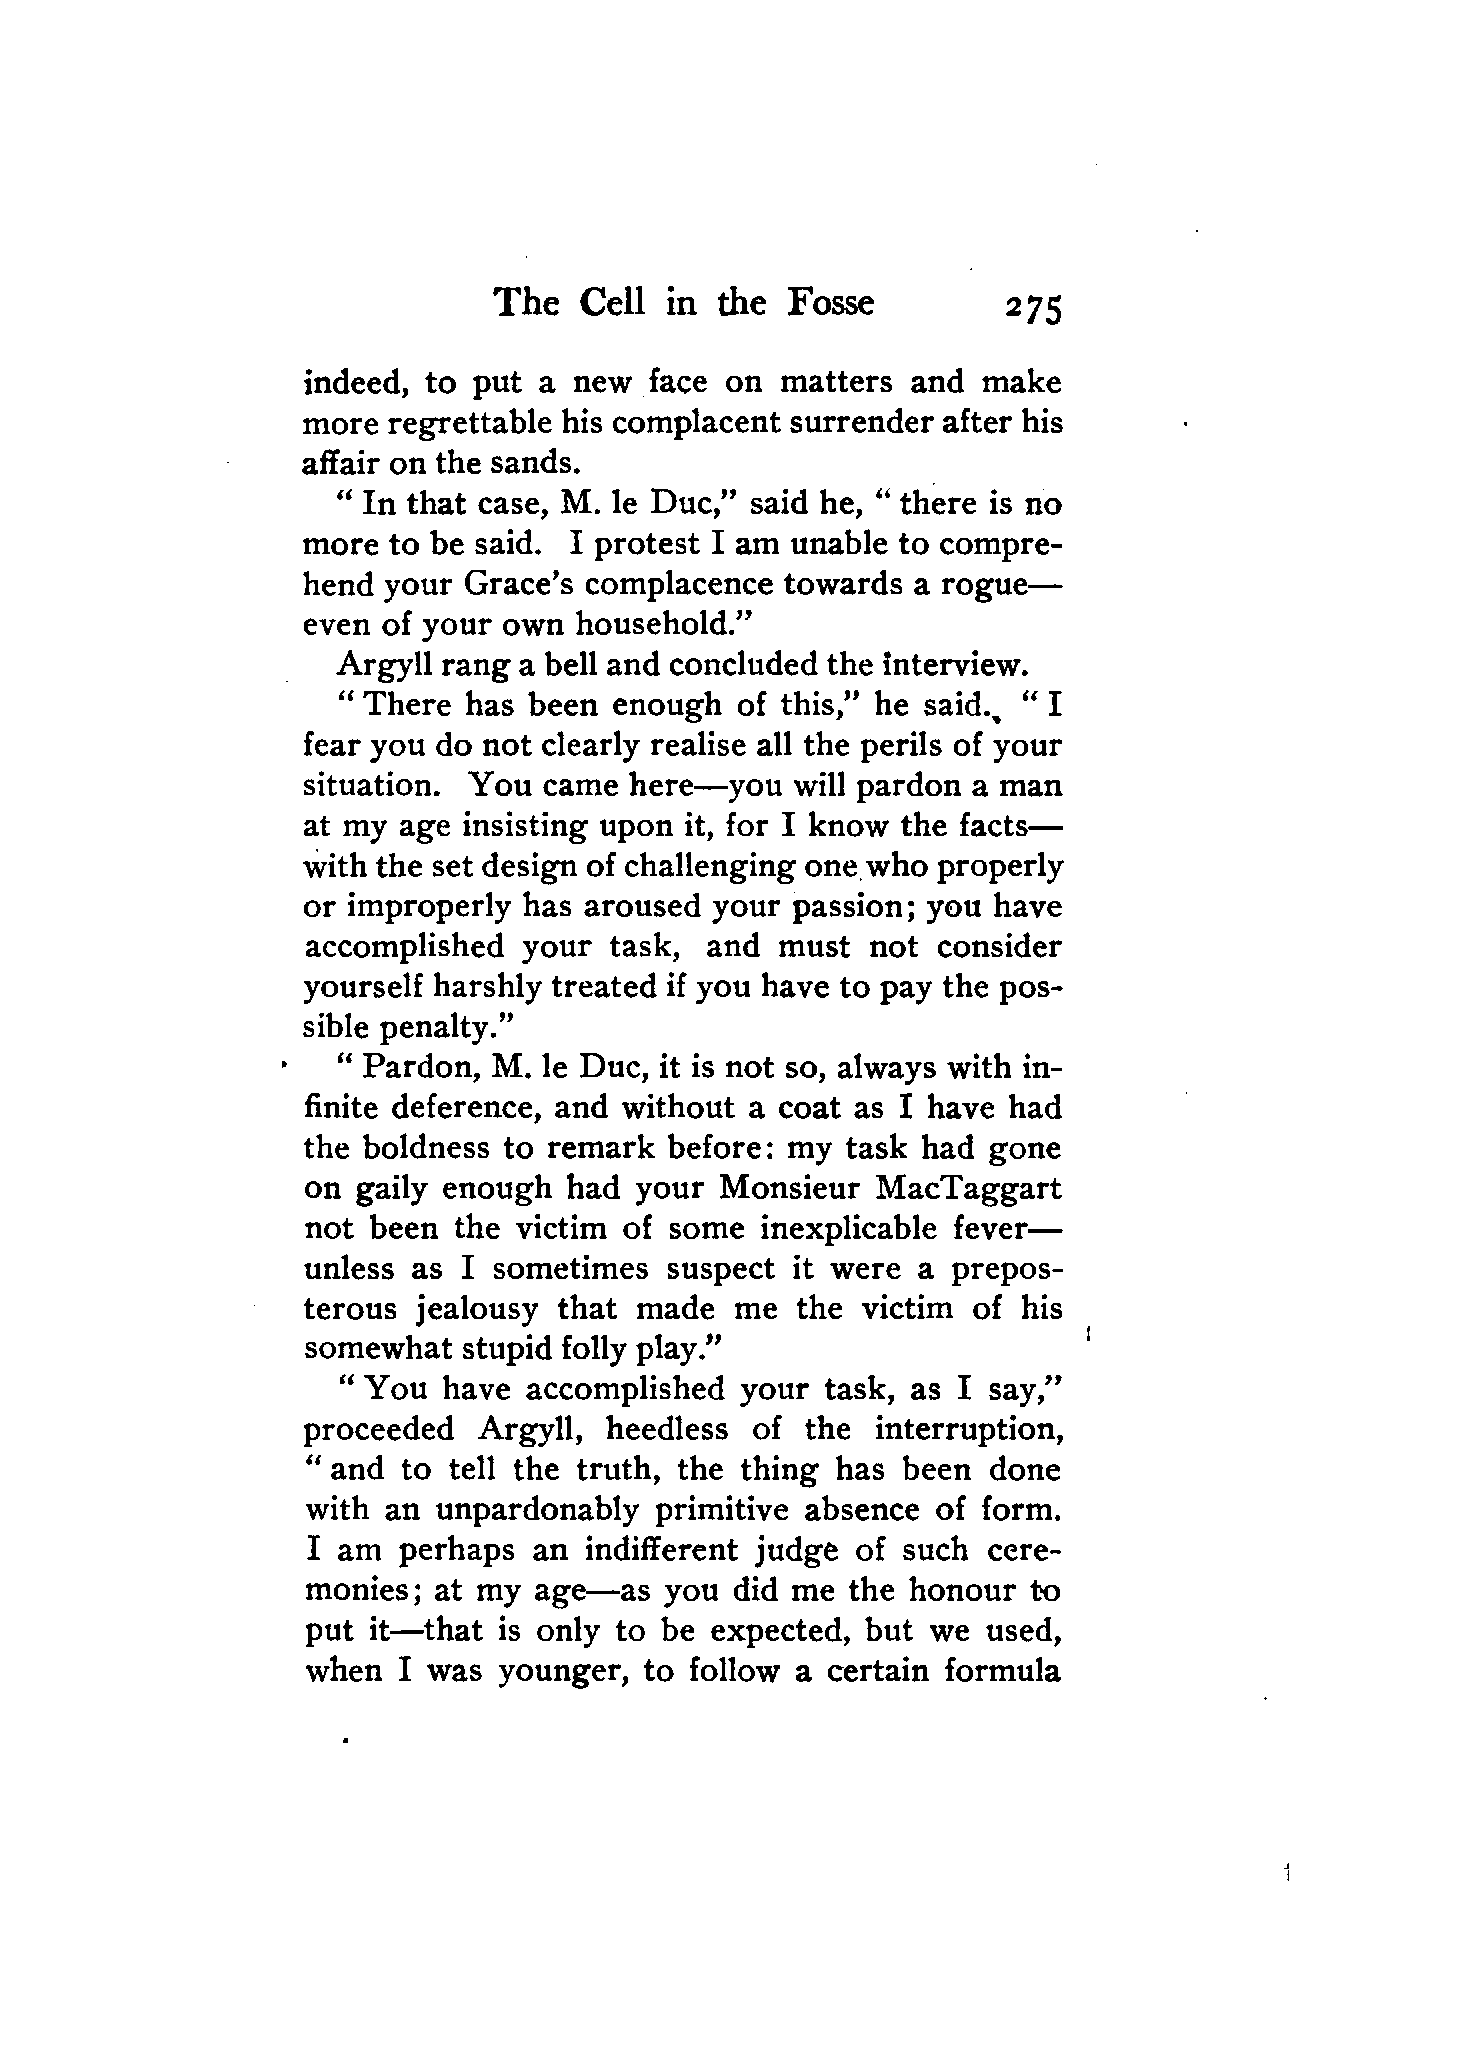 The Cell in the Fosse 275
indeed, to put a new face on matters and make
more regrettable his complacent surrender after his
affair on the sands.
" In that case, M. le Duc," said he, " there is no
more to be said. I protest I am unable to compre-
hend your Grace's complacence towards a rogue—
even of your own household."
Argyll rang a bell and concluded the interview.
" There has been enough of this," he said. " I
fear you do not clearly realise all the perils of your
situation. You came here—you will pardon a man
at my age insisting upon it, for I know the facts—
with the set design of challenging one who properly
or improperly has aroused your passion; you have
accomplished your task, and must not consider
yourself harshly treated if you have to pay the pos-
sible penalty."
" Pardon, M. le Duc, it is not so, always with in-
finite deference, and without a coat as I have had
the boldness to remark before: my task had gone
on gaily enough had your Monsieur MacTaggart
not been the victim of some inexplicable fever—
unless as I sometimes suspect it were a prepos-
terous jealousy that made me the victim of his
somewhat stupid folly play."
" You have accomplished your task, as I say,"
proceeded Argyll, heedless of the interruption,
" and to tell the truth, the thing has been done
with an unpardonably primitive absence of form.
I am perhaps an indifferent judge of such cere-
monies; at my age—as you did me the honour to
put it—that is only to be expected, but we used,
when I was younger, to follow a certain formula